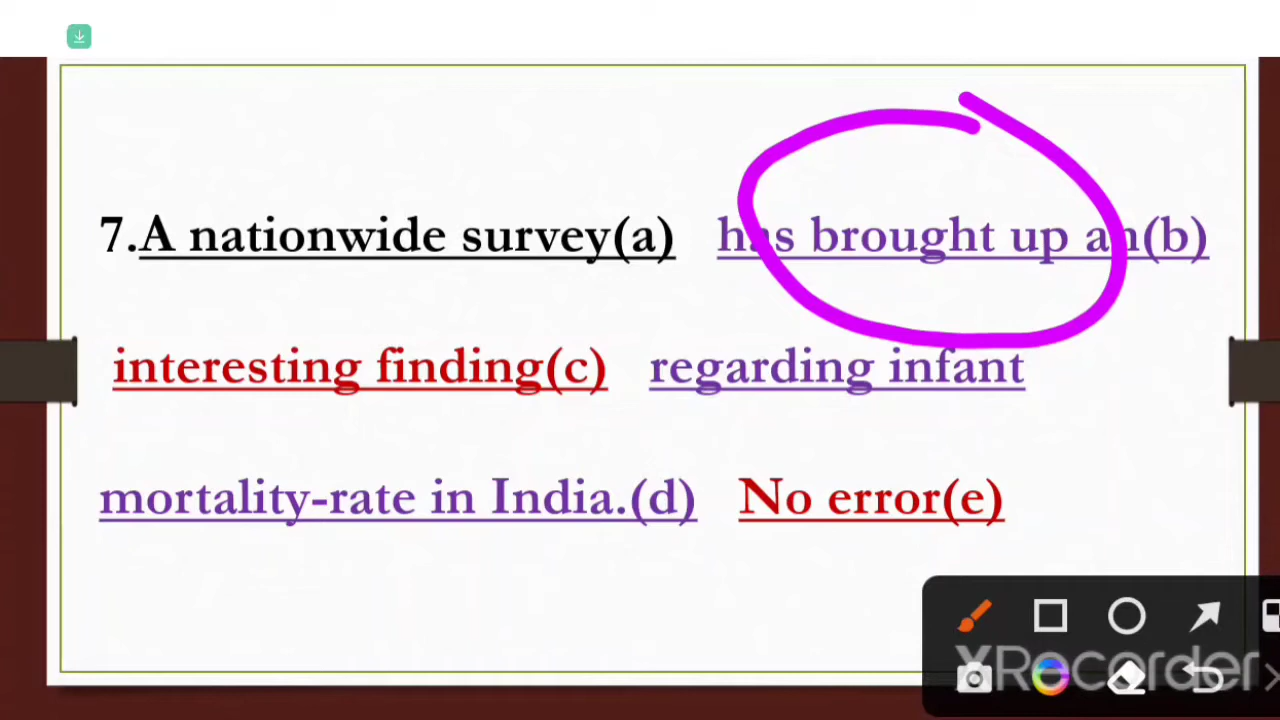 7.A nationwide survey(a) has brought up an(b)
interesting finding(c) regarding infant
mortality-rate in India.(d) No error(e)
XRecorder